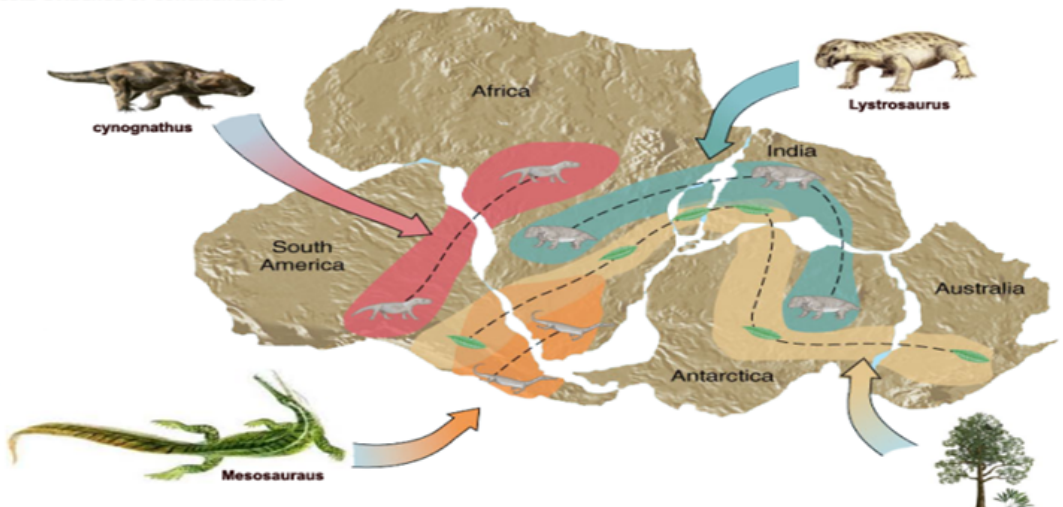 Africa
cynognathus
Lystrosaurus
India
South
America
Australia
Antarctica
Mesosauraus